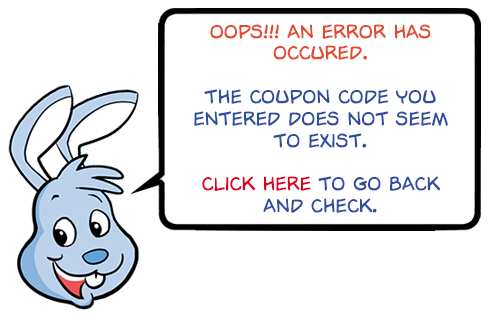 OOPS!!! AN ERROR HAS
OCCURED.
THE COUPON CODE YOU
ENTERED DOES NOT SEEM
TO EXIST.
CLICK HERE TO GO BACK
AND CHECK.